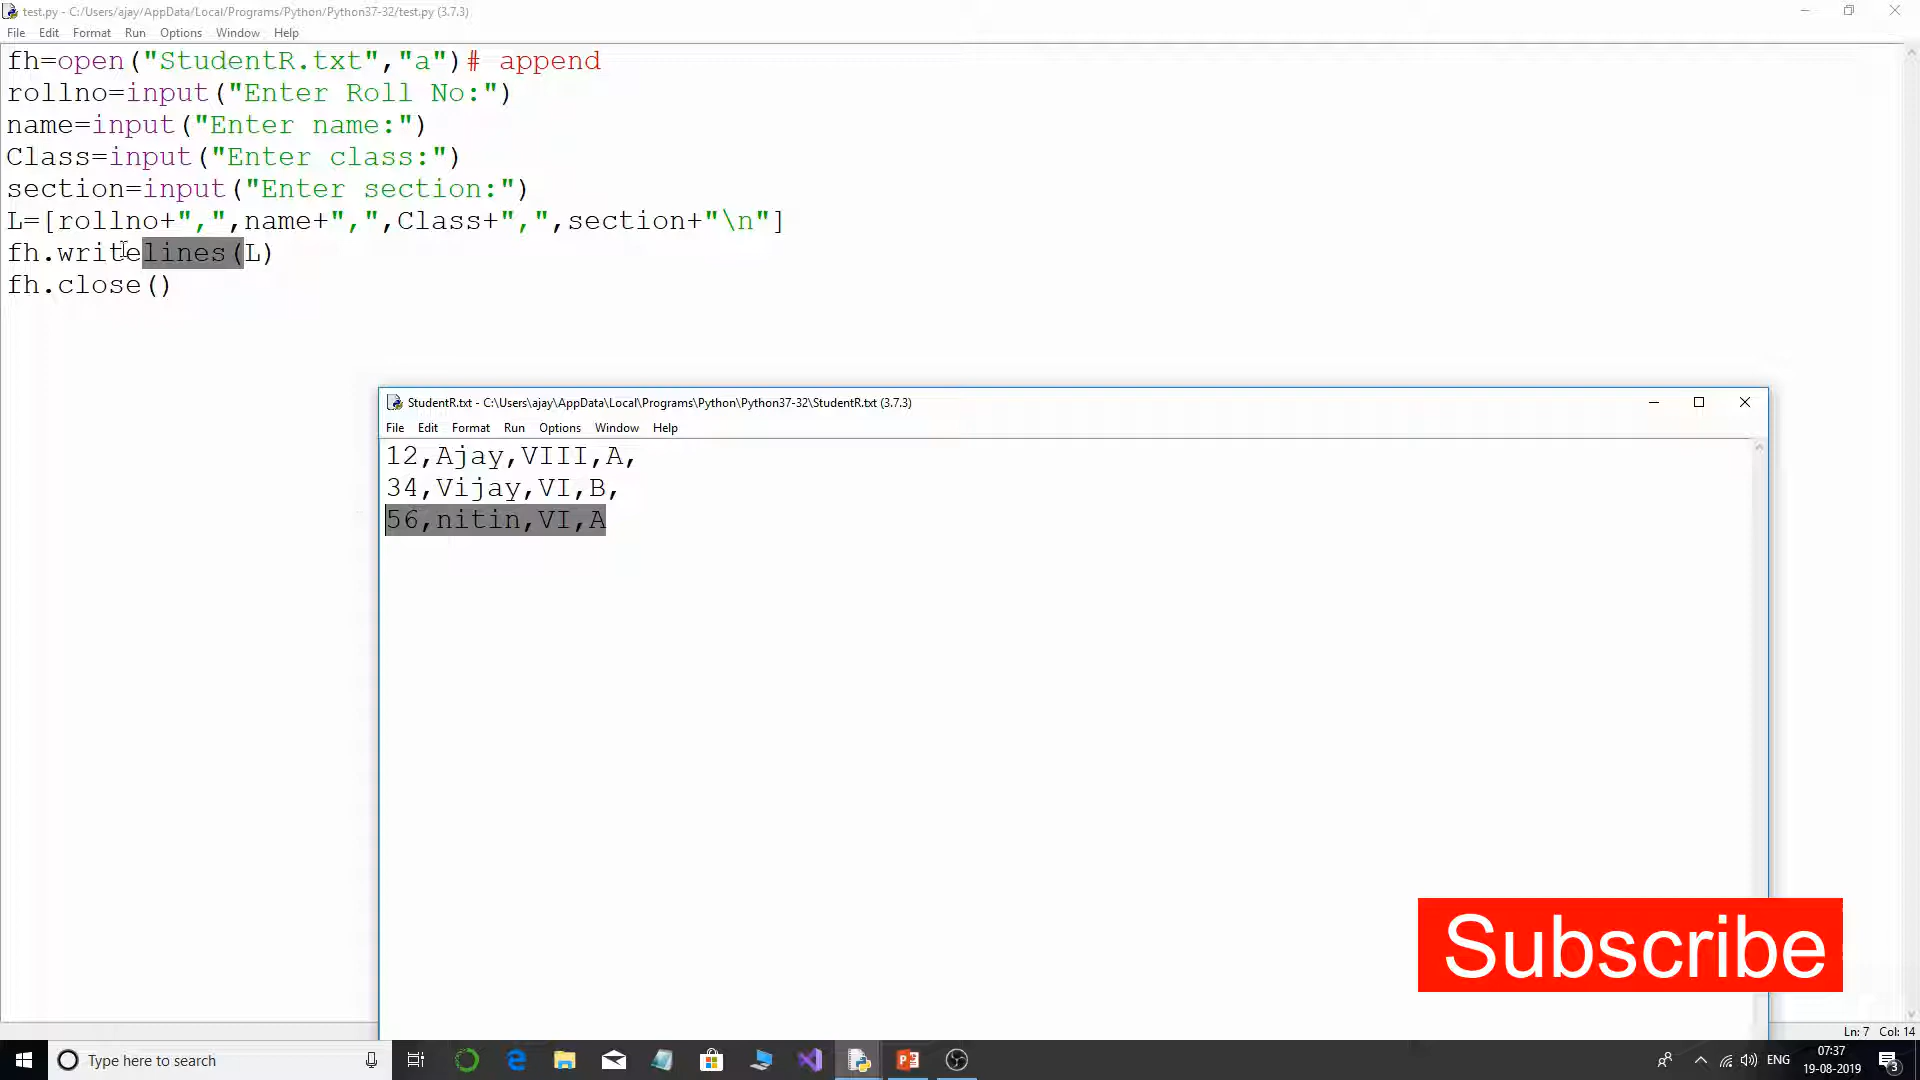 test.py - C:/Users/ajay/AppData/Local/Programs/Python/Python37-32/test.py (3.7.3)
File Edit Format Run Options Window Help
fh=open("StudentR.txt","a")# append
rollno=input("Enter Roll No:")
name=input("Enter name:")
Class=input("Enter class:")
section=input("Enter section:")
L=[rollno+",",name+",",Class+",",section+"\n"]
fh.writelines(L)
fh.close()
StudentR.txt - C:\Users\ajay\AppData\Local\Programs\Python\Python37-32\StudentR.txt (3.7.3)
File Edit Format Run Options Window Help
12,Ajay,VIII,A,
34,Vijay,VI,B,
56,nitin,VI,A
Subscribe
Ln: 7 Col: 14
Type here to search
ENG
07:37
19-08-2019
3